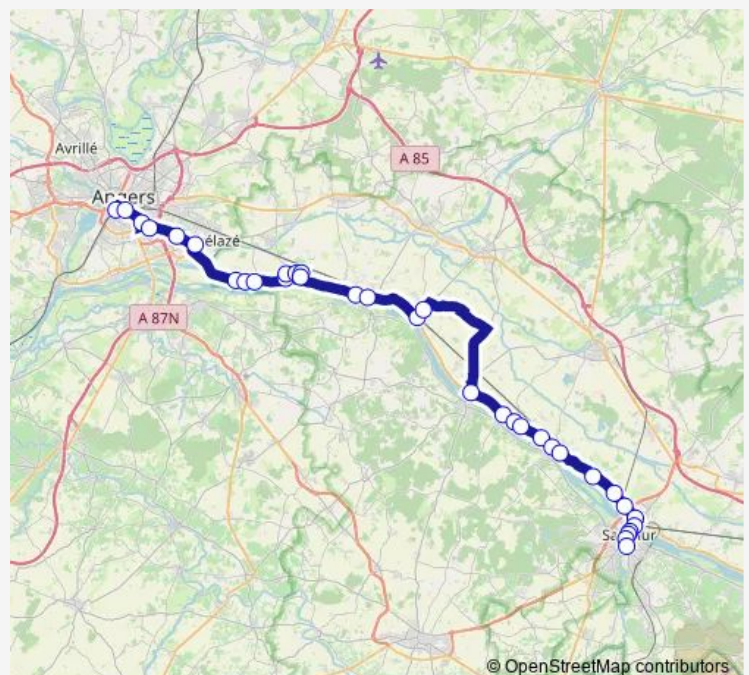 A 85
Avrillé
Angers
élazé
A 87N
Saumur
© OpenStreetMap contributors